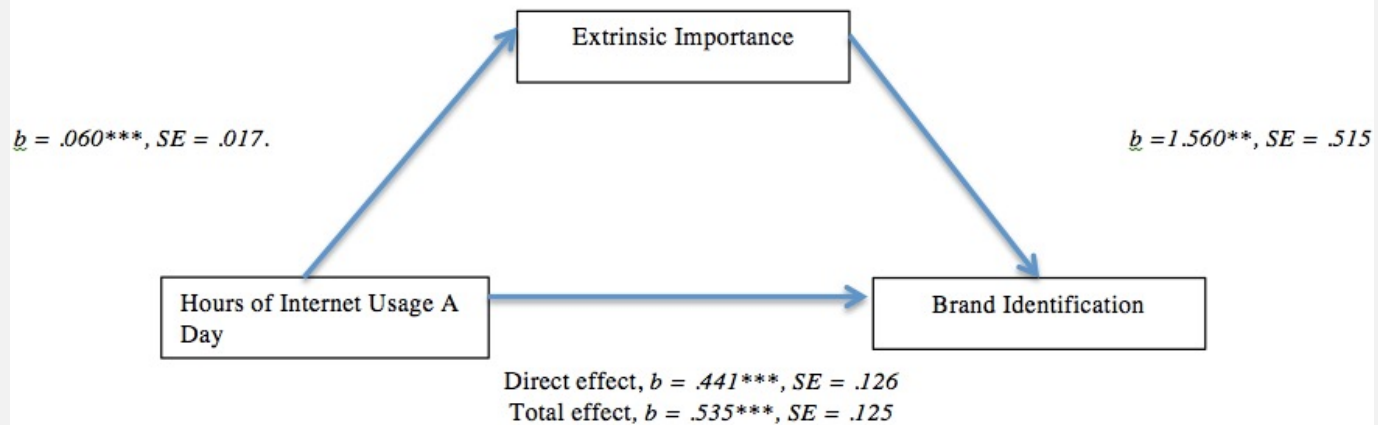 Extrinsic Importance
b = .060***, SE = .017.
b =1.560**, SE = .515
Hours of Internet Usage A
Day
Brand Identification
Direct effect, b = .441***, SE = .126
Total effect, b = .535***, SE = .125